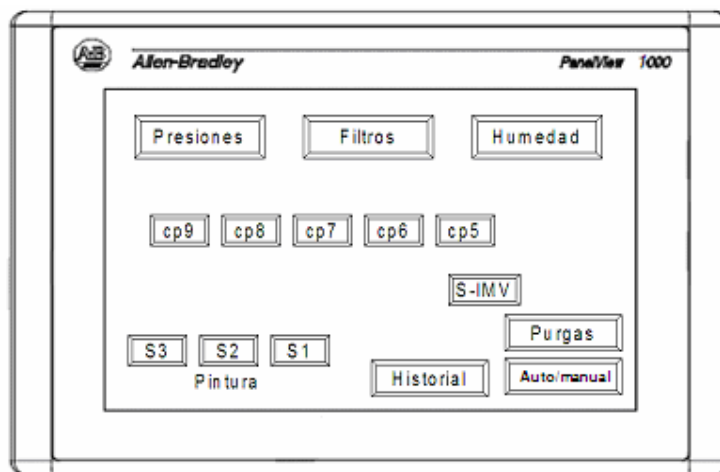 AB Allen-Bradley PanelView 1000
Presiones Filtros Humedad
cp9 cp8 cp7 cp6 cp5
S-IMV
Purgas
S3 S2 S1
Historial Auto/manual
Pintura